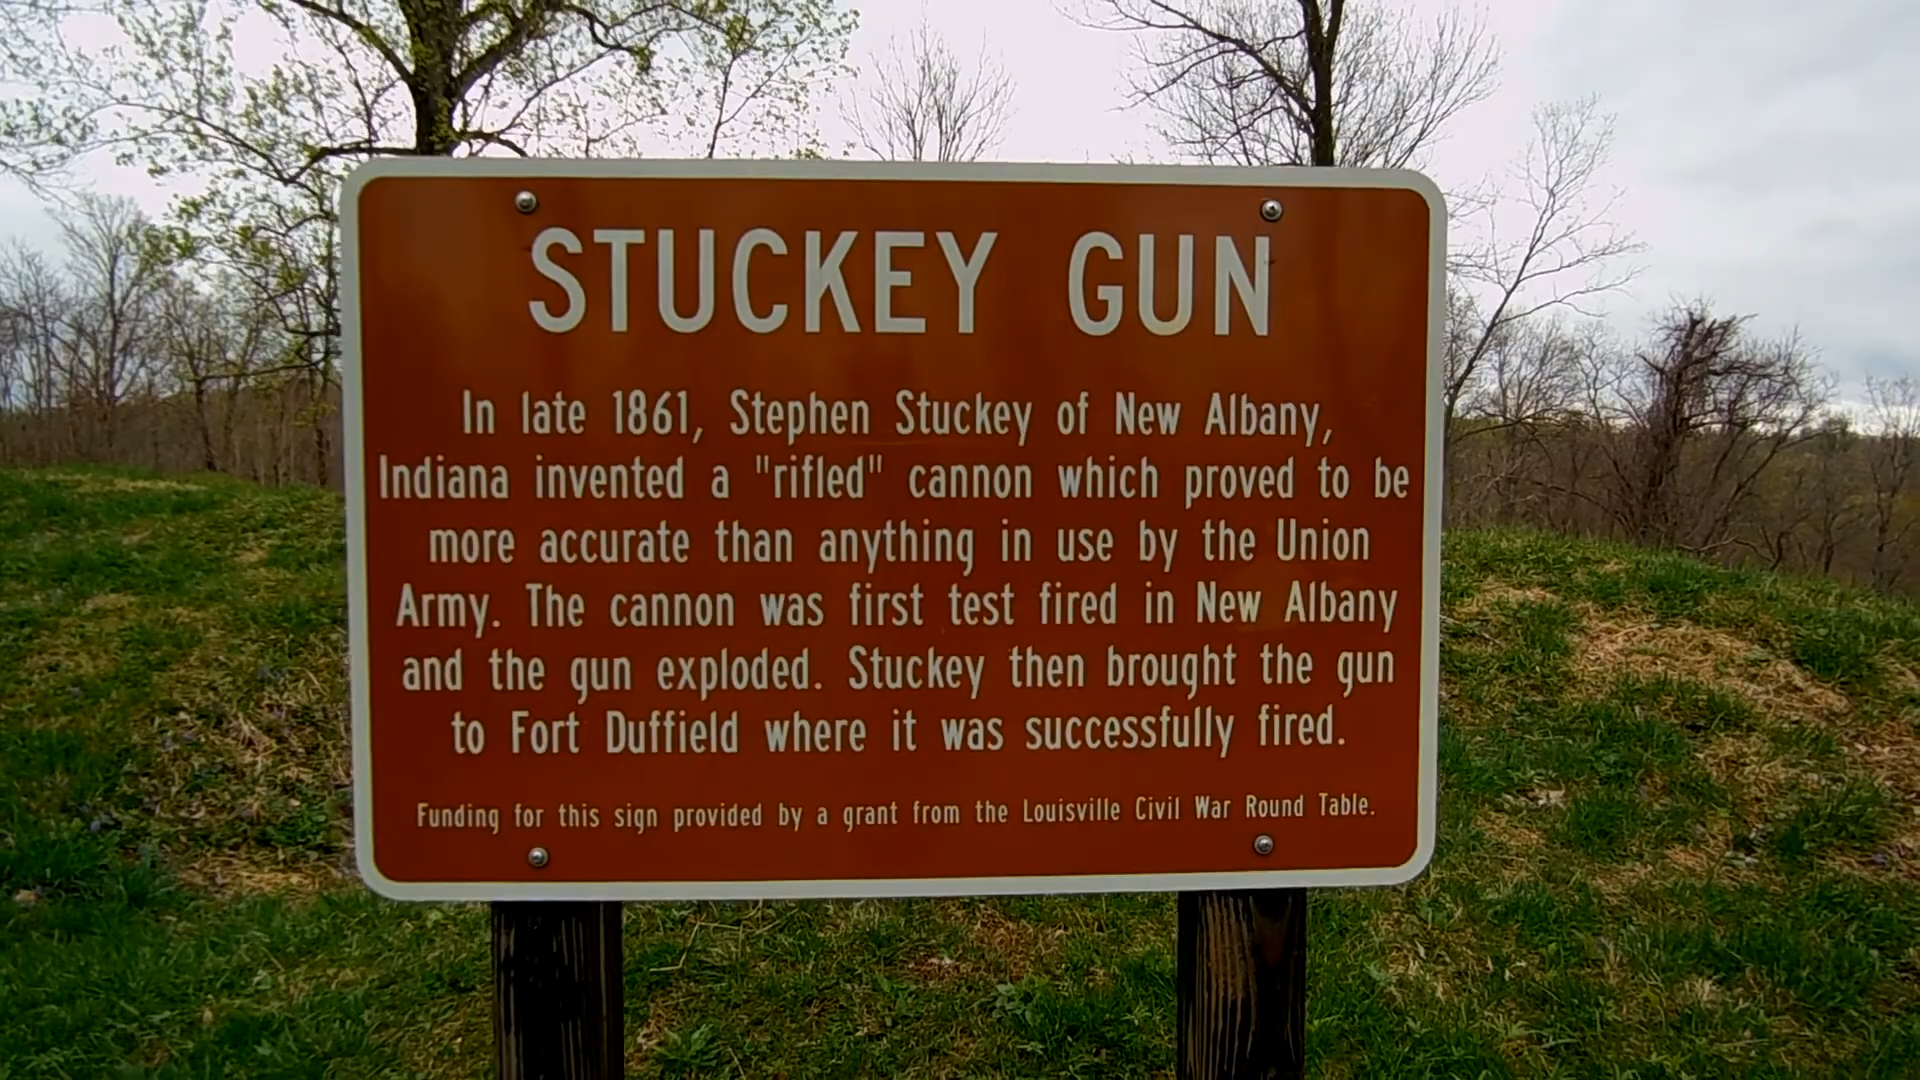 STUCKEY GUN
In late 1861, Stephen Stuckey of New Albany,
Indiana invented a "rifled" cannon which proved to be
more accurate than anything in use by the Union
Army. The cannon was first test fired in New Albany
and the gun exploded. Stuckey then brought the gun
to Fort Duffield where it was successfully fired.
Funding for this sign provided by a grant from the Louisville Civil War Round Table.